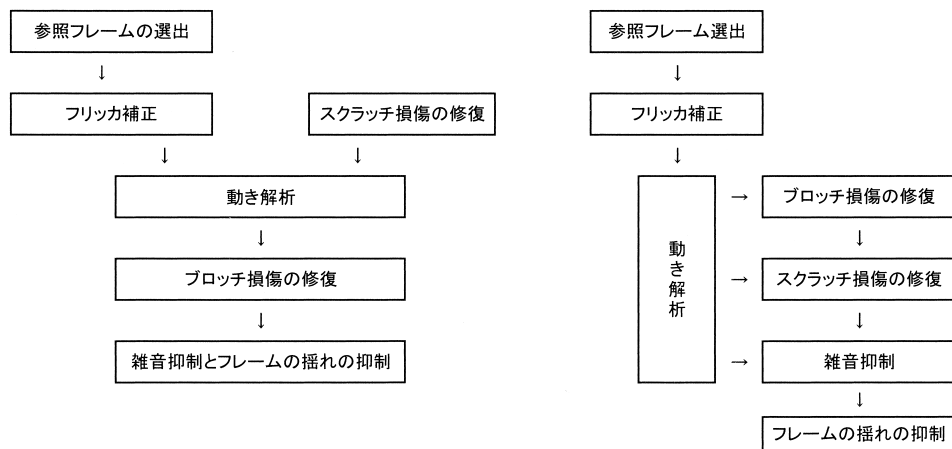 参照フレームの選出
↓
フリッカ補正
スクラッチ損傷の修復
↓
↓
動き解析
↓
ブロッチ損傷の修復
↓
雑音抑制とフレームの揺れの抑制
参照フレーム選出
↓
フリッカ補正
↓
動き解析
→
ブロッチ損傷の修復
↓
→
スクラッチ損傷の修復
↓
→
雑音抑制
↓
フレームの揺れの抑制